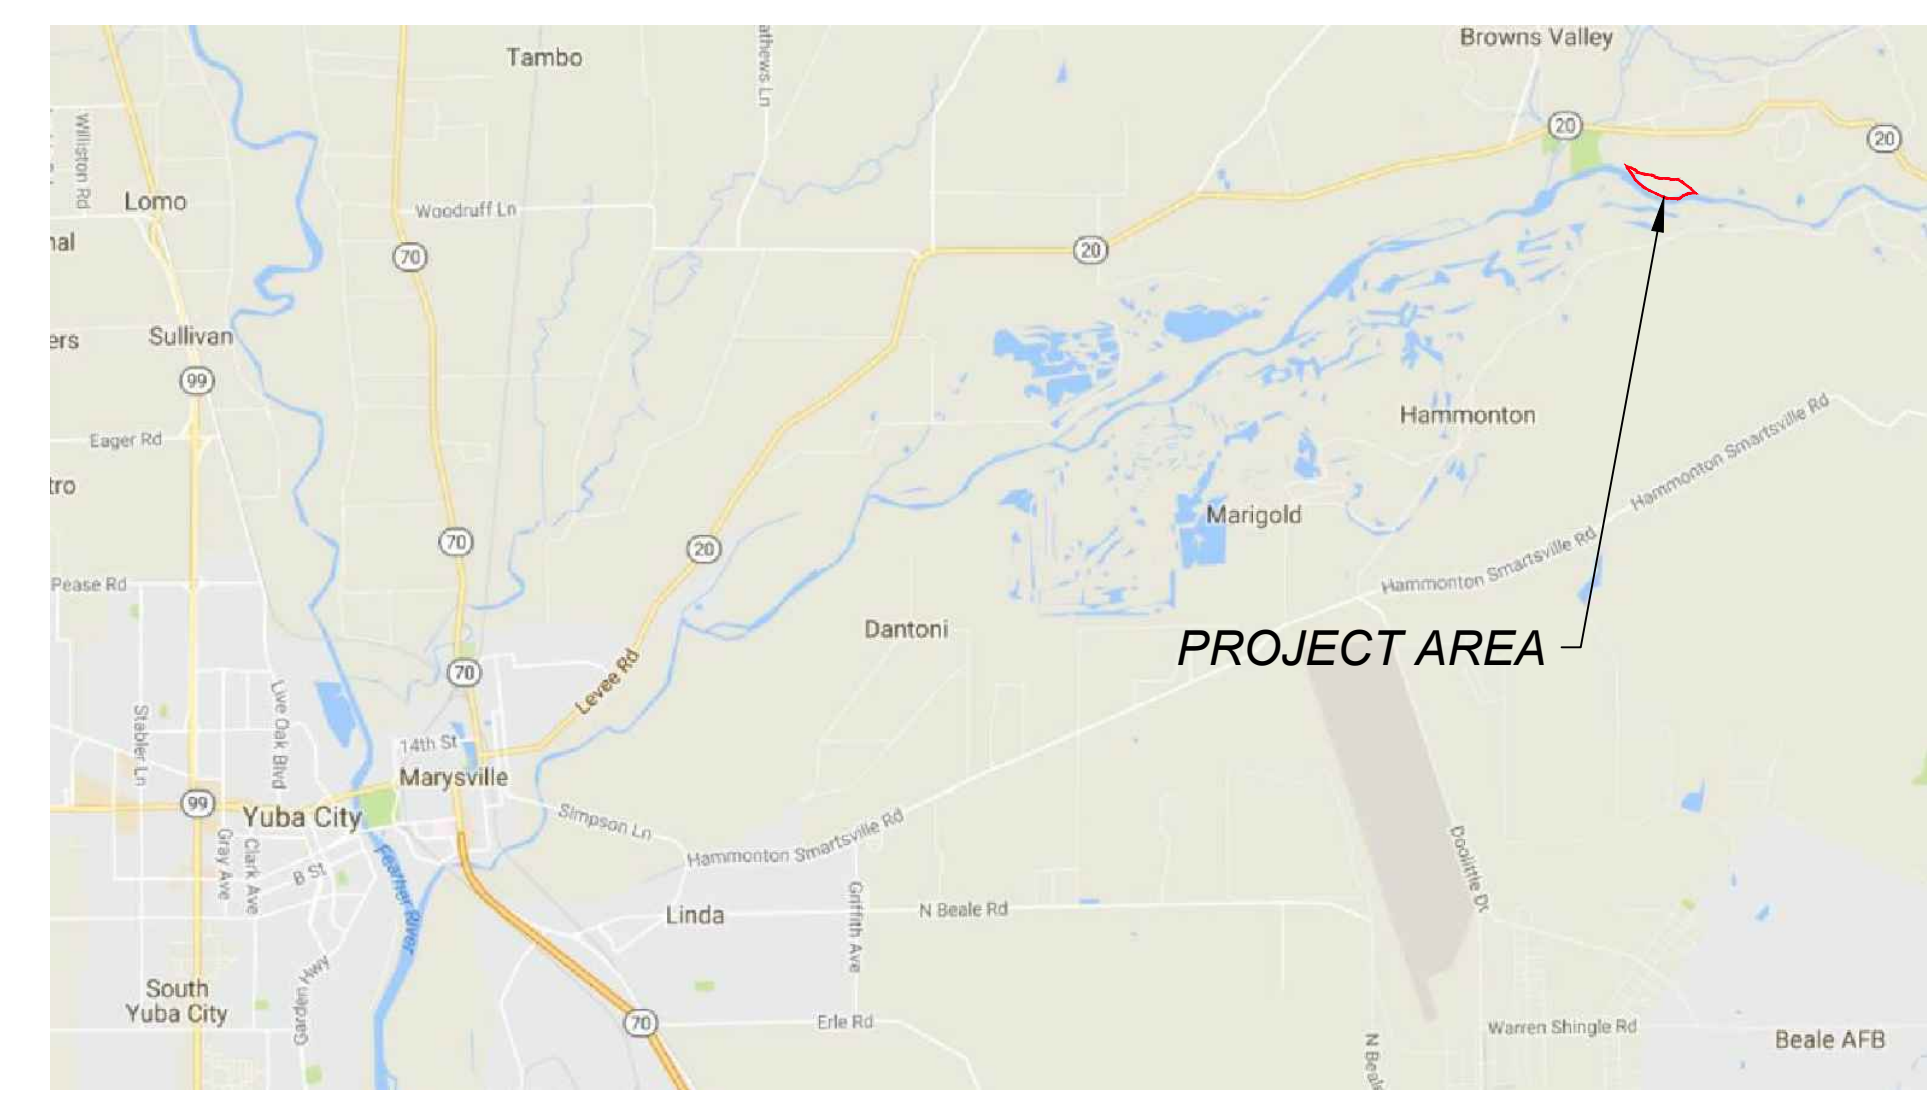 Browns Valley
Tambo
athews Ln
20
20
Williston Rd
Lomo
Woodruff Ln
nal
70
20
ers
Sullivan
99
Hammonton
Hammonton Smartsville Rd
Eager Rd
tro
Marigold
70
20
Hammonton Smartsville Rd
Pease Rd
Dantoni
PROJECT AREA
Levee Rd
70
Live Oak Blvd
Stabler Ln
14th St
Marysville
99
Yuba City
Simpson Ln
Hammonton Smartsville Rd
Gray Ave
Clark Ave
B St
Feather River
Doolittle Dr
Linda
Griffith Ave
N Beale Rd
South
Yuba City
Garden Hwy
70
Erle Rd
N Beale
Warren Shingle Rd
Beale AFB